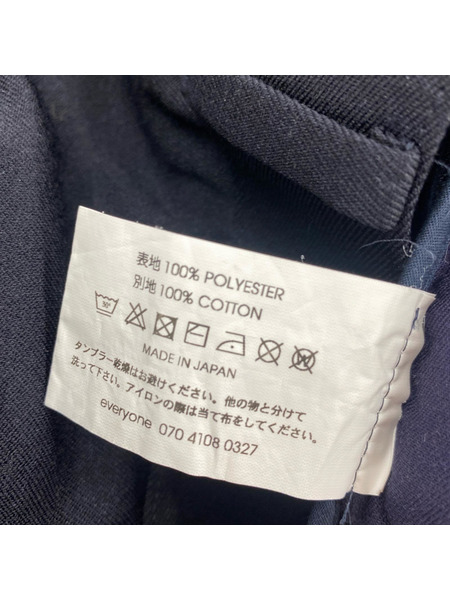 表地 100% POLYESTER
別地 100% COTTON
MADE IN JAPAN
タンブラー乾燥はお避けください。他の物と分けて
洗って下さい。アイロンの際は当て布をしてください。
everyone 070 4108 0327